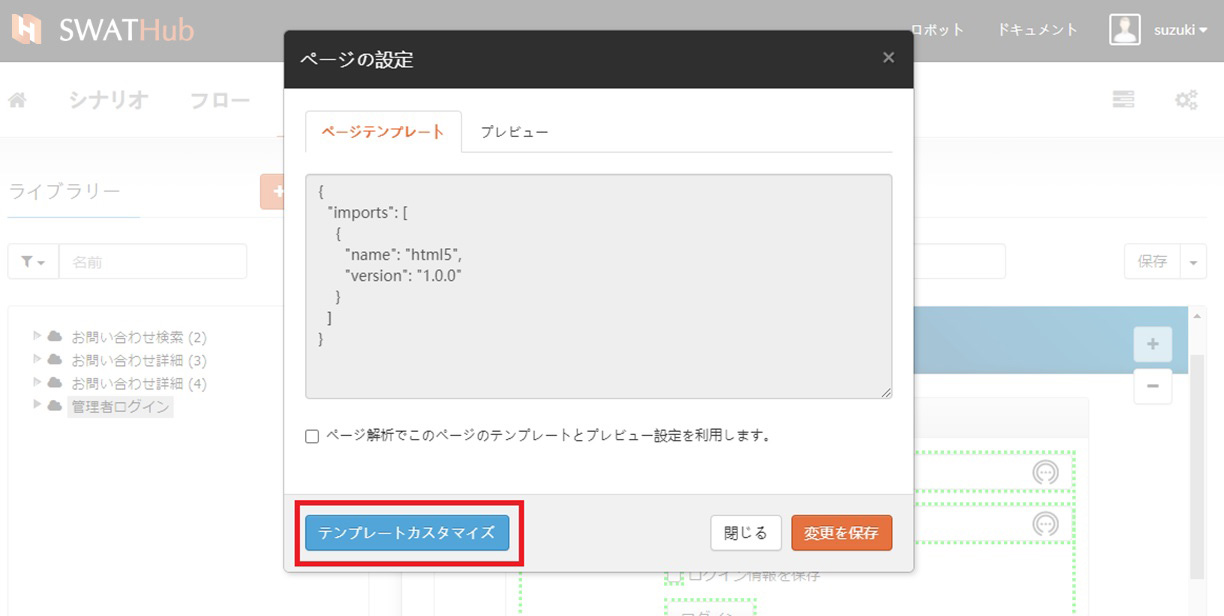 SWATHub
ロボット
ドキュメント
suzuki
シナリオ
フロー
ページの設定
×
ページテンプレート
プレビュー
{
"imports": [
{
"name": "html5",
"version": "1.0.0"
}
]
}
ページ解析でこのページのテンプレートとプレビュー設定を利用します。
テンプレートカスタマイズ
閉じる
変更を保存
ライブラリー
+
名前
保存
お問い合わせ検索 (2)
お問い合わせ詳細 (3)
お問い合わせ詳細 (4)
管理者ログイン
+
−
ログイン情報を保存
ログイン